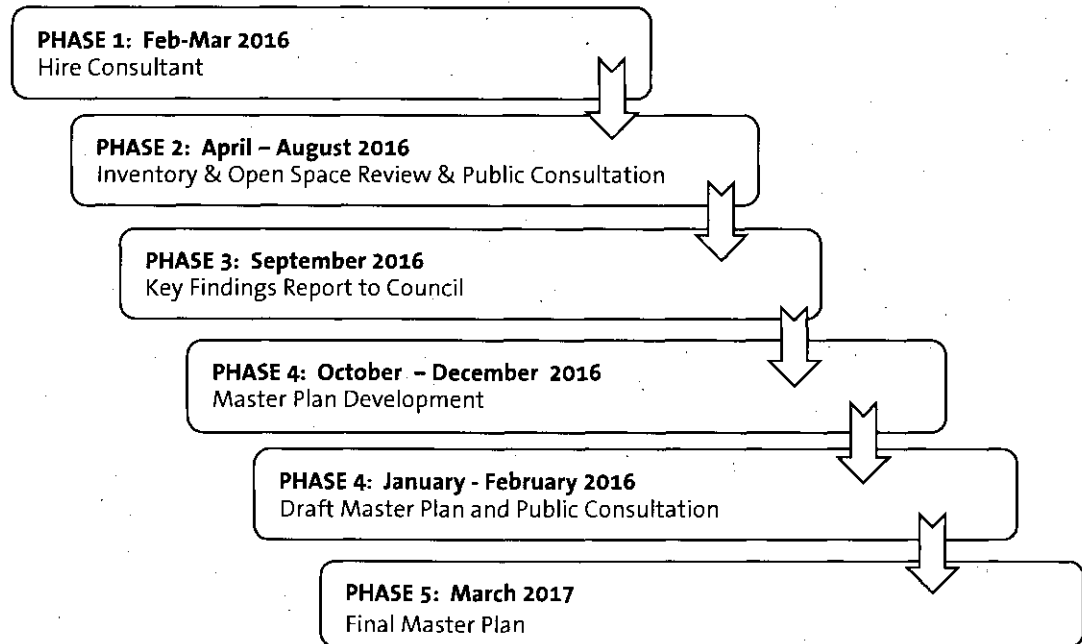 PHASE 1: Feb-Mar 2016
Hire Consultant
PHASE 2: April – August 2016
Inventory & Open Space Review & Public Consultation
PHASE 3: September 2016
Key Findings Report to Council
PHASE 4: October – December 2016
Master Plan Development
PHASE 4: January - February 2016
Draft Master Plan and Public Consultation
PHASE 5: March 2017
Final Master Plan